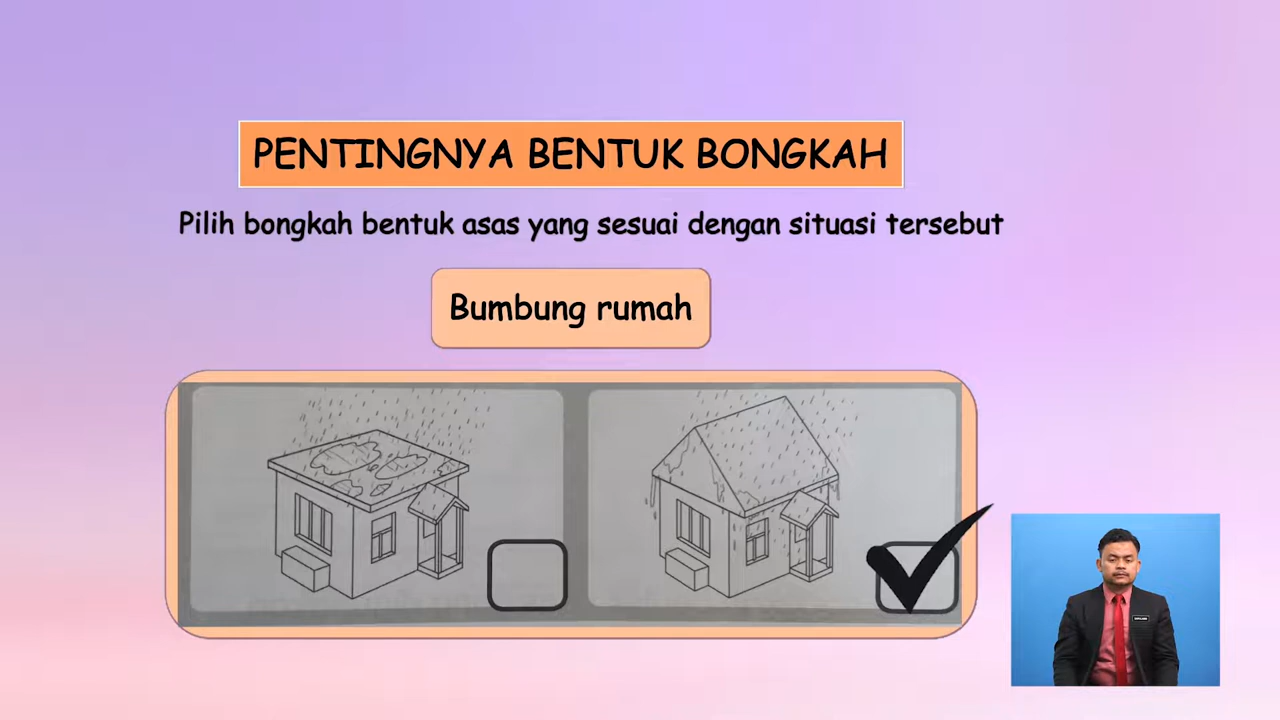 PENTINGNYA BENTUK BONGKAH
Pilih bongkah bentuk asas yang sesuai dengan situasi tersebut
Bumbung rumah